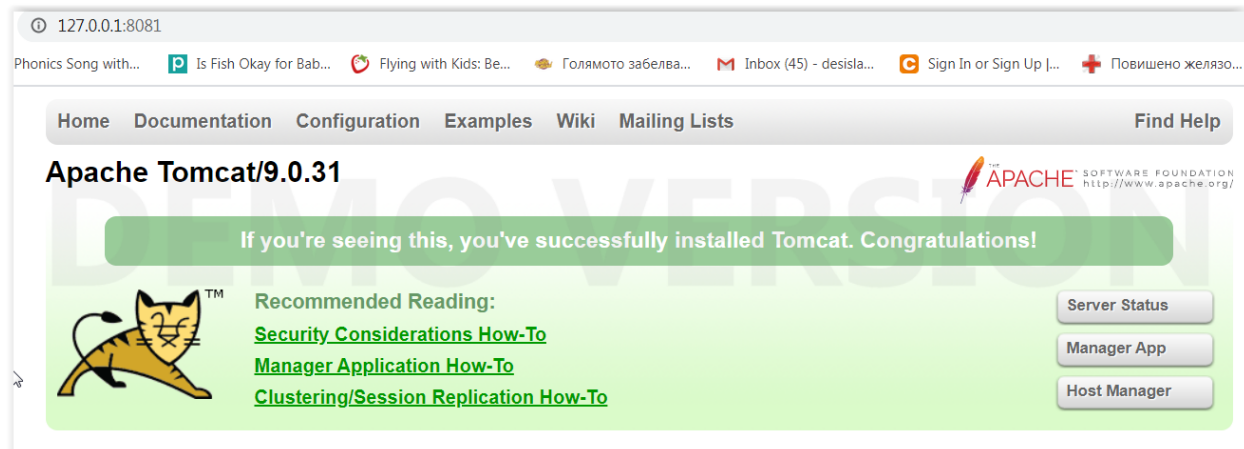 127.0.0.1:8081
Phonics Song with... Is Fish Okay for Bab... Flying with Kids: Be... Голямото забелва... Inbox (45) - desisla... Sign In or Sign Up |... Повишено желязо...
Home Documentation Configuration Examples Wiki Mailing Lists Find Help
Apache Tomcat/9.0.31
THE APACHE SOFTWARE FOUNDATION
http://www.apache.org/
DEMO VERSION
If you're seeing this, you've successfully installed Tomcat. Congratulations!
TM
Recommended Reading:
Security Considerations How-To
Manager Application How-To
Clustering/Session Replication How-To
Server Status
Manager App
Host Manager